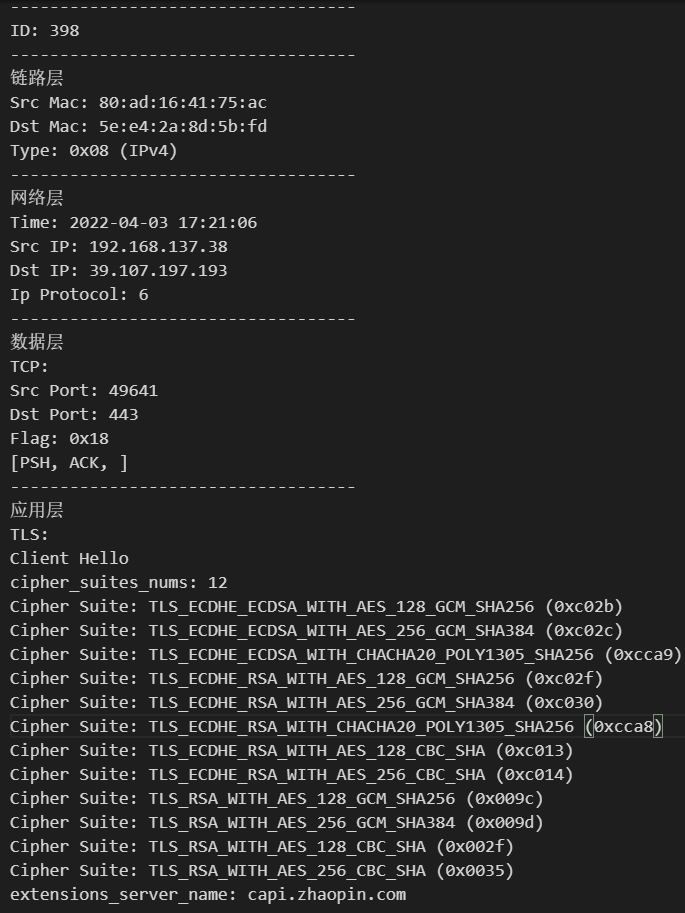 -----------------------------------
ID: 398
-----------------------------------
链路层
Src Mac: 80:ad:16:41:75:ac
Dst Mac: 5e:e4:2a:8d:5b:fd
Type: 0x08 (IPv4)
-----------------------------------
网络层
Time: 2022-04-03 17:21:06
Src IP: 192.168.137.38
Dst IP: 39.107.197.193
Ip Protocol: 6
-----------------------------------
数据层
TCP:
Src Port: 49641
Dst Port: 443
Flag: 0x18
[PSH, ACK, ]
-----------------------------------
应用层
TLS:
Client Hello
cipher_suites_nums: 12
Cipher Suite: TLS_ECDHE_ECDSA_WITH_AES_128_GCM_SHA256 (0xc02b)
Cipher Suite: TLS_ECDHE_ECDSA_WITH_AES_256_GCM_SHA384 (0xc02c)
Cipher Suite: TLS_ECDHE_ECDSA_WITH_CHACHA20_POLY1305_SHA256 (0xcca9)
Cipher Suite: TLS_ECDHE_RSA_WITH_AES_128_GCM_SHA256 (0xc02f)
Cipher Suite: TLS_ECDHE_RSA_WITH_AES_256_GCM_SHA384 (0xc030)
Cipher Suite: TLS_ECDHE_RSA_WITH_CHACHA20_POLY1305_SHA256 (0xcca8)
Cipher Suite: TLS_ECDHE_RSA_WITH_AES_128_CBC_SHA (0xc013)
Cipher Suite: TLS_ECDHE_RSA_WITH_AES_256_CBC_SHA (0xc014)
Cipher Suite: TLS_RSA_WITH_AES_128_GCM_SHA256 (0x009c)
Cipher Suite: TLS_RSA_WITH_AES_256_GCM_SHA384 (0x009d)
Cipher Suite: TLS_RSA_WITH_AES_128_CBC_SHA (0x002f)
Cipher Suite: TLS_RSA_WITH_AES_256_CBC_SHA (0x0035)
extensions_server_name: capi.zhaopin.com